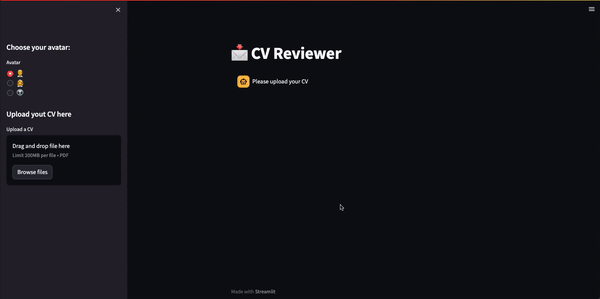 Choose your avatar:
Avatar
Upload yout CV here
Upload a CV
Drag and drop file here
Limit 200MB per file • PDF
Browse files
CV Reviewer
Please upload your CV
Made with Streamlit